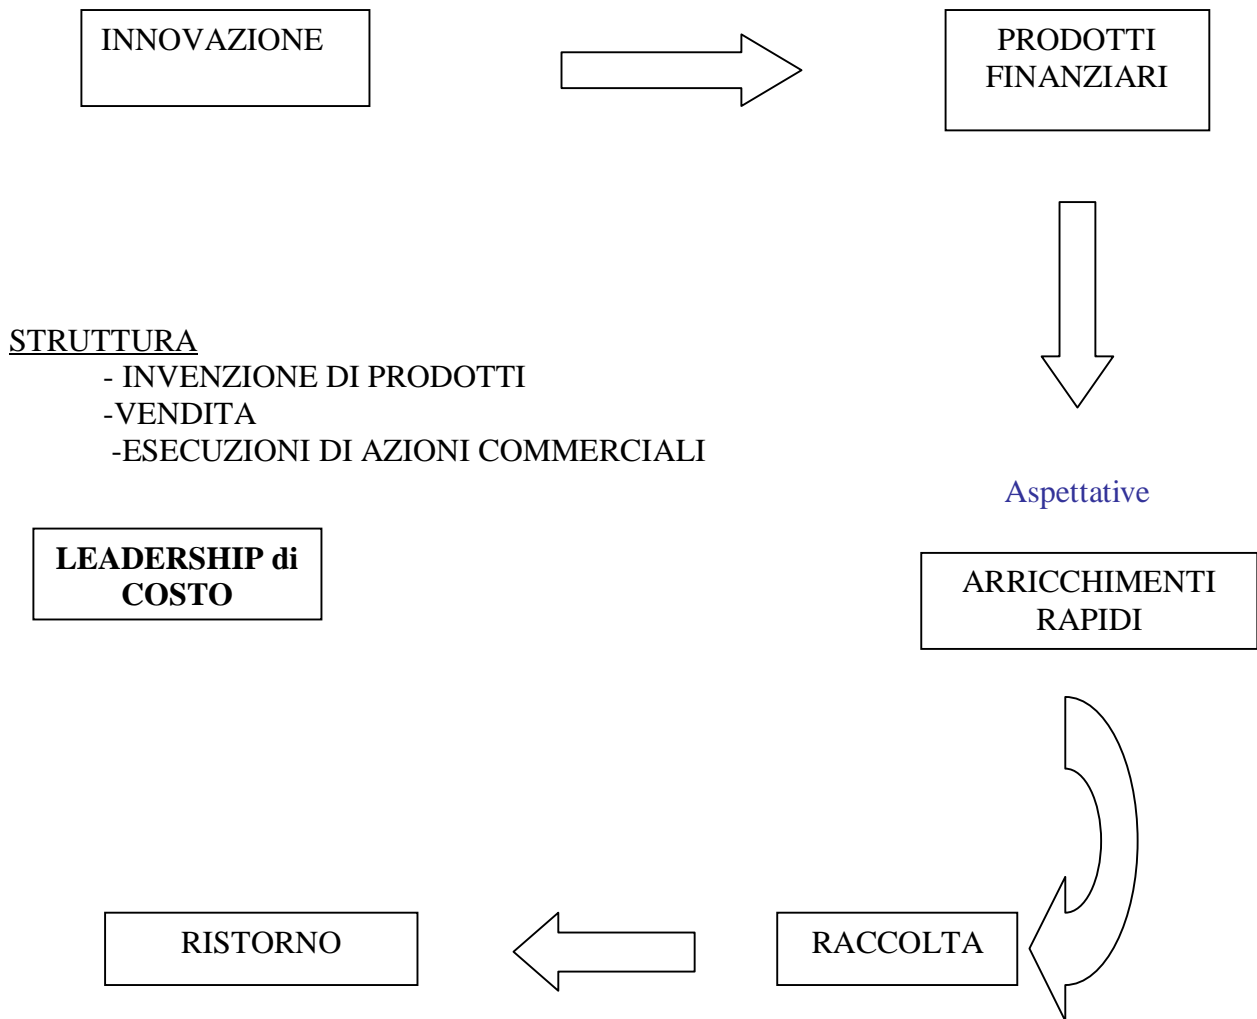 INNOVAZIONE
PRODOTTI
FINANZIARI
STRUTTURA
- INVENZIONE DI PRODOTTI
-VENDITA
-ESECUZIONI DI AZIONI COMMERCIALI
Aspettative
LEADERSHIP di
COSTO
ARRICCHIMENTI
RAPIDI
RISTORNO
RACCOLTA